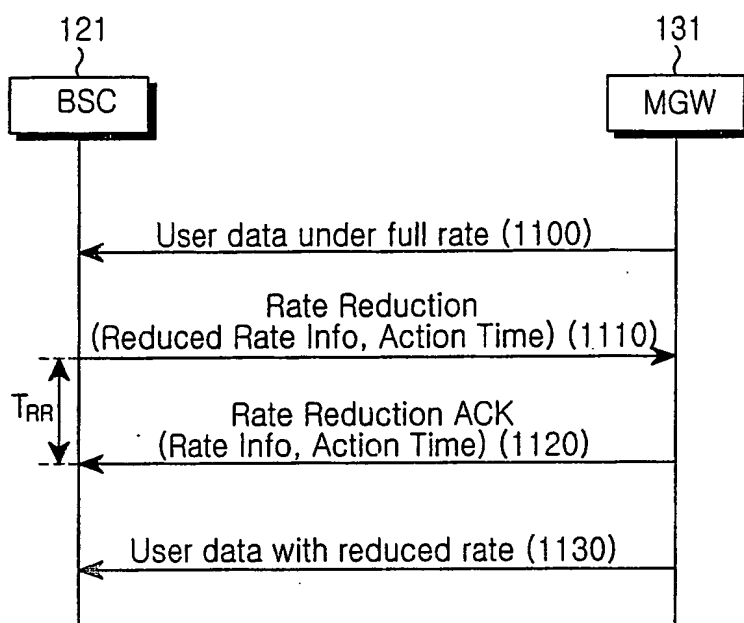 121
131
BSC
MGW
User data under full rate (1100)
Rate Reduction
(Reduced Rate Info, Action Time) (1110)
TRR
Rate Reduction ACK
(Rate Info, Action Time) (1120)
User data with reduced rate (1130)